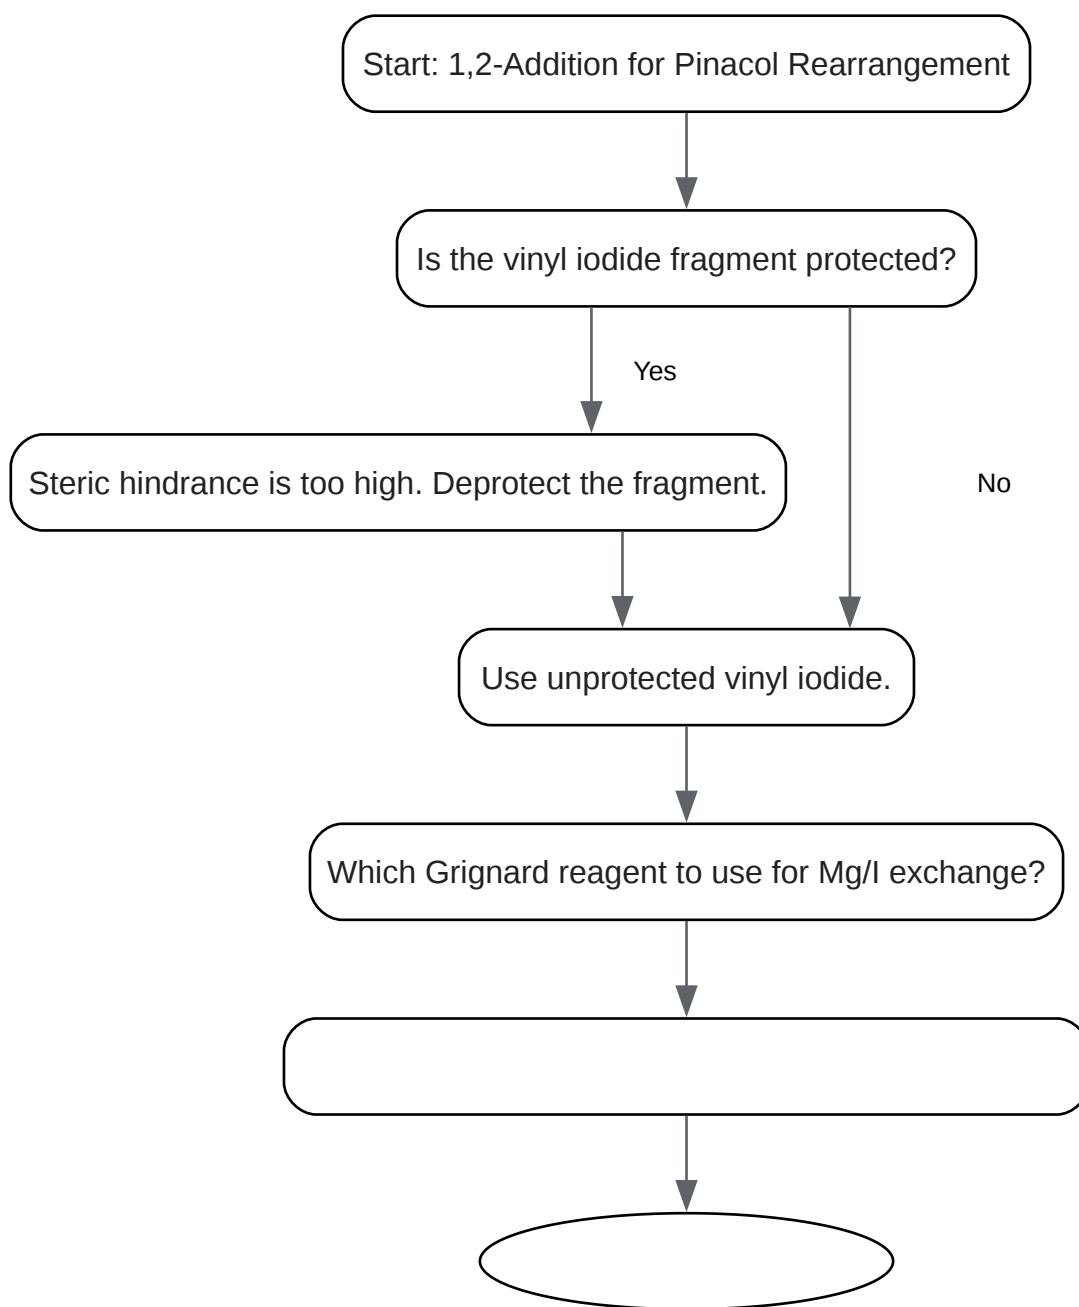 Start: 1,2-Addition for Pinacol Rearrangement
Is the vinyl iodide fragment protected?
Yes
Steric hindrance is too high. Deprotect the fragment.
No
Use unprotected vinyl iodide.
Which Grignard reagent to use for Mg/I exchange?